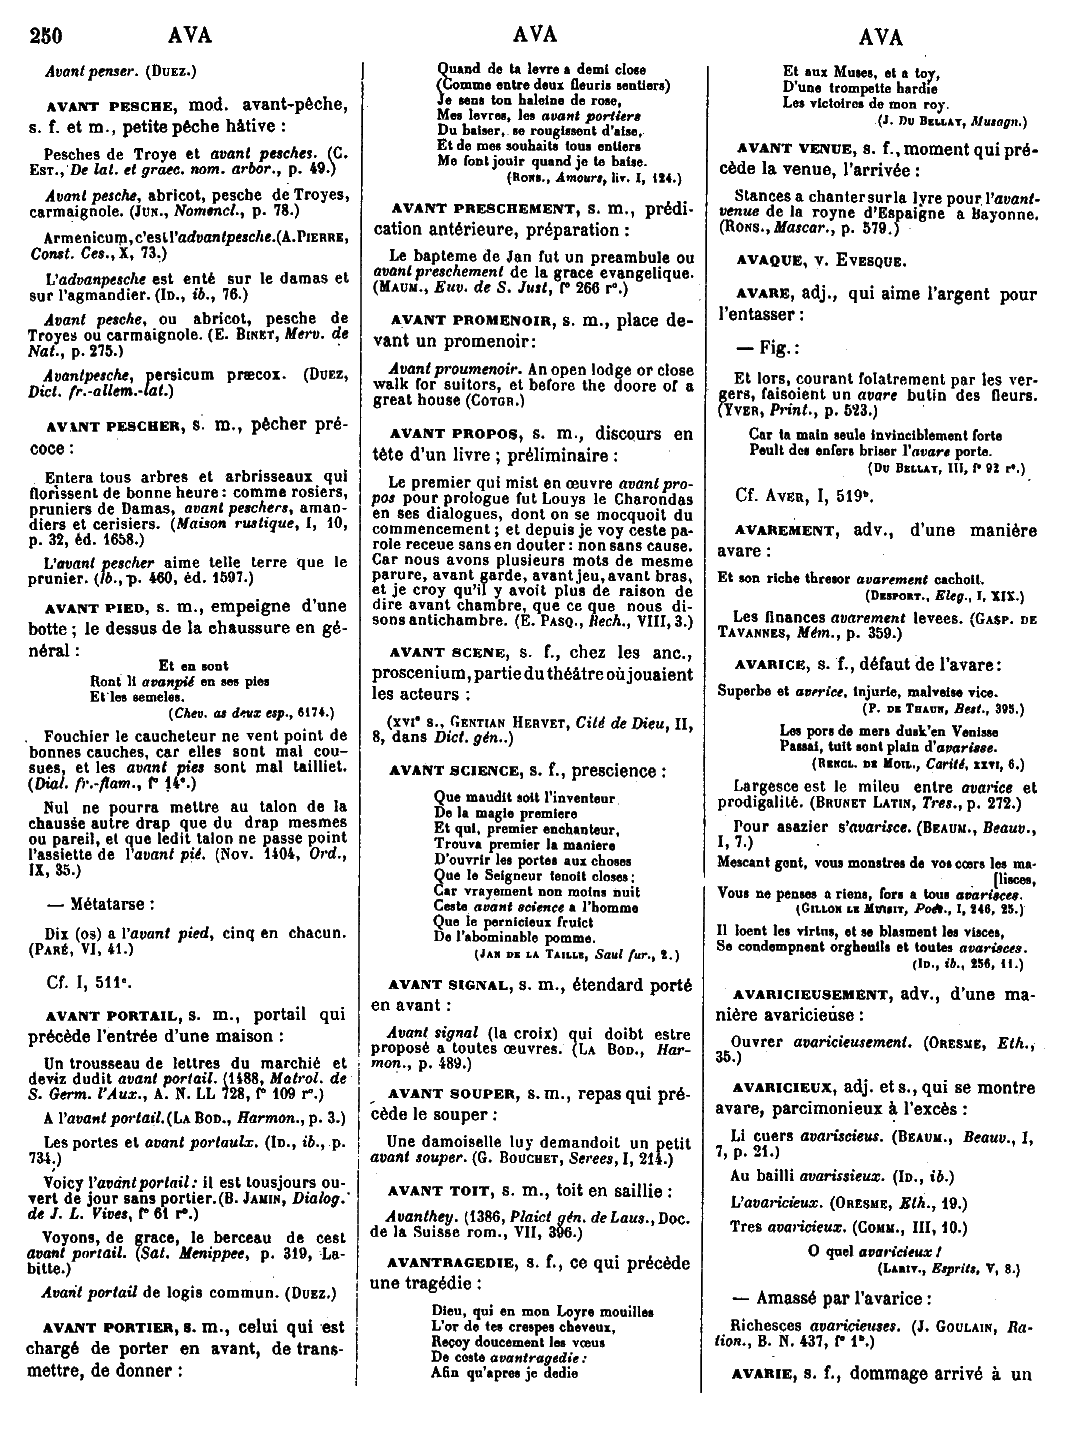 250 AVA AVA AVA
Avant penser. (DUEZ.)
AVANT PESCHE, mod. avant-pêche,
s. f. et m., petite pêche hâtive :
Pesches de Troye et avant pesches. (C.
EST., De lat. et graec. nom. arbor., p. 49.)
Avant pesche, abricot, pesche de Troyes,
carmaignole. (JUN., Nomencl., p. 78.)
Armenicum, c'est l'advantpesche. (A. PIERRE,
Const. Ces., X, 73.)
L'advanpesche est enté sur le damas et
sur l'agmandier. (ID., ib., 76.)
Avant pesche, ou abricot, pesche de
Troyes ou carmaignole. (E. BINET, Merv. de
Nat., p. 275.)
Avantpesche, persicum præcox. (DUEZ,
Dict. fr.-allem.-lat.)
AVANT PESCHER, s. m., pêcher pré-
coce :
Entera tous arbres et arbrisseaux qui
florissent de bonne heure : comme rosiers,
pruniers de Damas, avant peschers, aman-
diers et cerisiers. (Maison rustique, I, 10,
p. 32, éd. 1658.)
L'avant pescher aime telle terre que le
prunier. (Ib., p. 460, éd. 1597.)
AVANT PIED, s. m., empeigne d'une
botte ; le dessus de la chaussure en gé-
néral :
Et en sont
Ront li avanpié en ses pies
Et les semeles.
(Chev. as deux esp., 6174.)
Fouchier le caucheteur ne vent point de
bonnes cauches, car elles sont mal cou-
sues, et les avant pies sont mal tailliet.
(Dial. fr.-flam., f° 14ᵉ.)
Nul ne pourra mettre au talon de la
chausse autre drap que du drap mesmes
ou pareil, et que ledit talon ne passe point
l'assiette de l'avant pié. (Nov. 1404, Ord.,
IX, 35.)
— Métatarse :
Dix (os) a l'avant pied, cinq en chacun.
(PARÉ, VI, 41.)
Cf. I, 511ᵉ.
AVANT PORTAIL, s. m., portail qui
précède l'entrée d'une maison :
Un trousseau de lettres du marchié et
deviz dudit avant portail. (1488, Matrol. de
S. Germ. l'Aux., A. N. LL 728, f° 109 r°.)
A l'avant portail. (LA BOD., Harmon., p. 3.)
Les portes et avant portaulx. (ID., ib., p.
734.)
Voicy l'avant portail : il est tousjours ou-
vert de jour sans portier. (B. JAMIN, Dialog.
de J. L. Vives, f° 61 r°.)
Voyons, de grace, le berceau de cest
avant portail. (Sat. Menippee, p. 319, La-
bitte.)
Avant portail de logis commun. (DUEZ.)
AVANT PORTIER, s. m., celui qui est
chargé de porter en avant, de trans-
mettre, de donner :
Quand de ta levre a demi close
(Comme entre deux fleuris sentiers)
Je sens ton haleine de rose,
Mes levres, les avant portiers
Du baiser, se rougissent d'aise,
Et de mes souhaits tous entiers
Me font jouir quand je te baise.
(RONS., Amours, liv. I, 124.)
AVANT PRESCHEMENT, s. m., prédi-
cation antérieure, préparation :
Le bapteme de Jan fut un preambule ou
avant preschement de la grace evangelique.
(MAUM., Euv. de S. Just, f° 266 r°.)
AVANT PROMENOIR, s. m., place de-
vant un promenoir :
Avant proumenoir. An open lodge or close
walk for suitors, et before the doore of a
great house (COTGR.)
AVANT PROPOS, s. m., discours en
tête d'un livre ; préliminaire :
Le premier qui mist en œuvre avant pro-
pos pour prologue fut Louys le Charondas
en ses dialogues, dont on se mocquoit du
commencement ; et depuis je voy ceste pa-
role receue sans en douter : non sans cause.
Car nous avons plusieurs mots de mesme
parure, avant garde, avant jeu, avant bras,
et je croy qu'il y avoit plus de raison de
dire avant chambre, que ce que nous di-
sons antichambre. (E. PASQ., Rech., VIII, 3.)
AVANT SCENE, s. f., chez les anc.,
proscenium, partie du théâtre où jouaient
les acteurs :
(XVIᵉ s., GENTIAN HERVET, Cité de Dieu, II,
8, dans Dict. gén..)
AVANT SCIENCE, s. f., prescience :
Que maudit soit l'inventeur
De la magie premiere
Et qui, premier enchanteur,
Trouva premier la maniere
D'ouvrir les portes aux choses
Que le Seigneur tenoit closes ;
Car vrayement non moins nuit
Ceste avant science a l'homme
Que le pernicieux fruict
De l'abominable pomme.
(JAN DE LA TAILLE, Saul fur., 2.)
AVANT SIGNAL, s. m., étendard porté
en avant :
Avant signal (la croix) qui doibt estre
proposé a toutes œuvres. (LA BOD., Har-
mon., p. 489.)
AVANT SOUPER, s. m., repas qui pré-
cède le souper :
Une damoiselle luy demandoit un petit
avant souper. (G. BOUCHET, Serees, I, 214.)
AVANT TOIT, s. m., toit en saillie :
Avanthey. (1386, Plaict gén. de Laus., Doc.
de la Suisse rom., VII, 396.)
AVANTRAGEDIE, s. f., ce qui précède
une tragédie :
Dieu, qui en mon Loyre mouilles
L'or de tes crespes cheveux,
Reçoy doucement les vœus
De ceste avantragedie :
Afin qu'apres je dedie
Et aux Muses, et a toy,
D'une trompette hardie
Les victoires de mon roy.
(J. DU BELLAY, Musagn.)
AVANT VENUE, s. f., moment qui pré-
cède la venue, l'arrivée :
Stances a chanter sur la lyre pour l'avant-
venue de la royne d'Espaigne a Bayonne.
(RONS., Mascar., p. 579.)
AVAQUE, v. EVESQUE.
AVARE, adj., qui aime l'argent pour
l'entasser :
— Fig. :
Et lors, courant folatrement par les ver-
gers, faisoient un avare butin des fleurs.
(YVER, Print., p. 523.)
Car ta main seule invinciblement forte
Peult des enfers briser l'avare porte.
(DU BELLAY, III, f° 92 r°.)
Cf. AVER, I, 519ᵇ.
AVAREMENT, adv., d'une manière
avare :
Et son riche thresor avarement cachoit.
(DESPORT., Eleg., I, XIX.)
Les finances avarement levees. (GASP. DE
TAVANNES, Mém., p. 359.)
AVARICE, s. f., défaut de l'avare :
Superbe et averice, injurie, malveise vice.
(P. DE THAUN, Best., 395.)
Les pors de mers dusk'en Venisse
Passai, tuit sont plain d'avarisse.
(RENCL. DE MOIL., Carité, XXVI, 6.)
Largesce est le mileu entre avarice et
prodigalité. (BRUNET LATIN, Tres., p. 272.)
Pour asazier s'avarisce. (BEAUM., Beauv.,
I, 7.)
Mescant gent, vous monstres de vos cœrs les ma-
[lisces,
Vous ne penses a riens, fors a tous avarisces.
(GILLON LE MUISIT, Poés., I, 246, 25.)
Il loent les virtus, et se blasment les visces,
Se condempnent orgheuils et toutes avarisces.
(ID., ib., 256, 11.)
AVARICIEUSEMENT, adv., d'une ma-
nière avaricieuse :
Ouvrer avaricieusement. (ORESME, Eth.,
35.)
AVARICIEUX, adj. et s., qui se montre
avare, parcimonieux à l'excès :
Li cuers avariscieus. (BEAUM., Beauv., I,
7, p. 21.)
Au bailli avarissieux. (ID., ib.)
L'avaricieux. (ORESME, Eth., 19.)
Tres avaricieux. (COMM., III, 10.)
O quel avaricieux !
(LARIV., Esprits, V, 8.)
— Amassé par l'avarice :
Richesces avaricieuses. (J. GOULAIN, Ra-
tion., B. N. 437, f° 1ᵇ.)
AVARIE, s. f., dommage arrivé à un